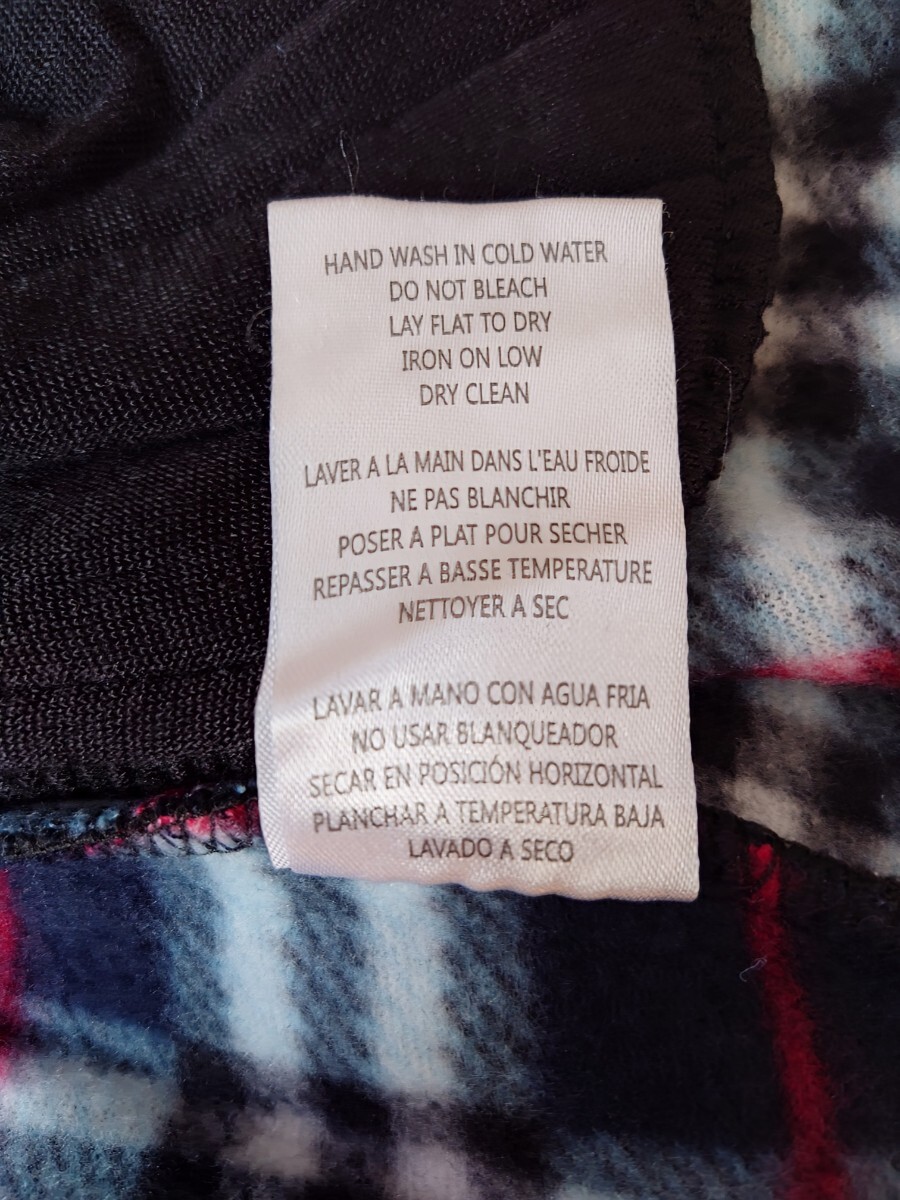 HAND WASH IN COLD WATER
DO NOT BLEACH
LAY FLAT TO DRY
IRON ON LOW
DRY CLEAN
LAVER A LA MAIN DANS L'EAU FROIDE
NE PAS BLANCHIR
POSER A PLAT POUR SECHER
REPASSER A BASSE TEMPERATURE
NETTOYER A SEC
LAVAR A MANO CON AGUA FRIA
NO USAR BLANQUEADOR
SECAR EN POSICIÓN HORIZONTAL
PLANCHAR A TEMPERATURA BAJA
LAVADO A SECO